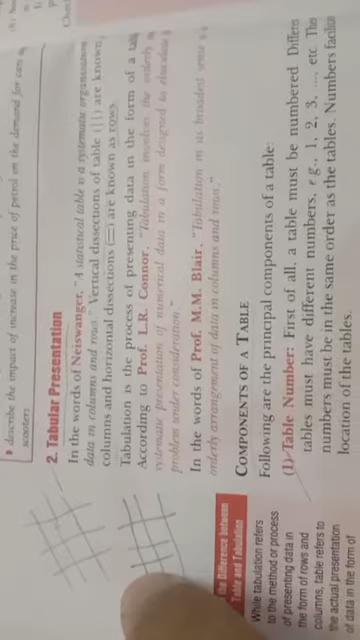 describe the impact of increase in the price of petrol on the demand for cars
scooters
2. Tabular Presentation
In the words of Neiswanger, "A statistical table is a systematic organisation
data in columns and rows." Vertical dissections of table (||) are known
columns and horizontal dissections (=) are known as rows.
Tabulation is the process of presenting data in the form of a
According to Prof. L.R. Connor, "Tabulation involves the orderly
systematic presentation of numerical data in a form designed to elucidate
problem under consideration."
In the words of Prof. M.M. Blair, "Tabulation in its broadest sense is
orderly arrangement of data in columns and rows."
COMPONENTS OF A TABLE
Following are the principal components of a table:
(1) Table Number: First of all, a table must be numbered
tables must have different numbers, e.g., 1, 2, 3, ...., etc.
numbers must be in the same order as the tables. Numbers
location of the tables.
the Difference between
Table and Tabulation
While tabulation refers
to the method or process
of presenting data in
the form of rows and
columns, table refers to
the actual presentation
of data in the form of